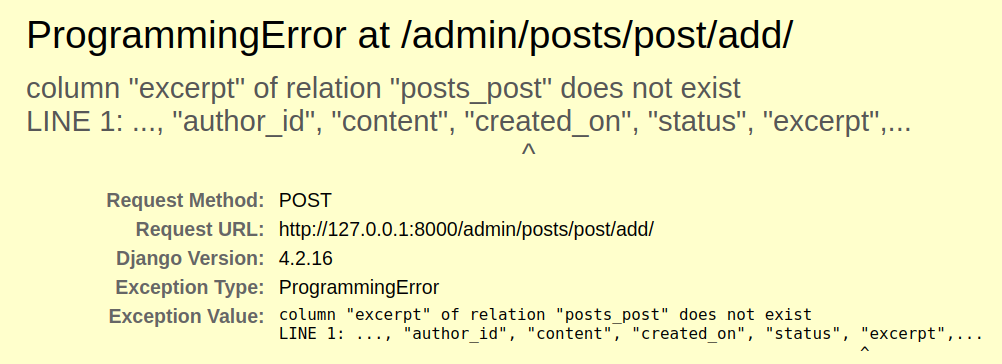 ProgrammingError at /admin/posts/post/add/
column "excerpt" of relation "posts_post" does not exist
LINE 1: ..., "author_id", "content", "created_on", "status", "excerpt",...
^
Request Method: POST
Request URL: http://127.0.0.1:8000/admin/posts/post/add/
Django Version: 4.2.16
Exception Type: ProgrammingError
Exception Value: column "excerpt" of relation "posts_post" does not exist
LINE 1: ..., "author_id", "content", "created_on", "status", "excerpt",...
^